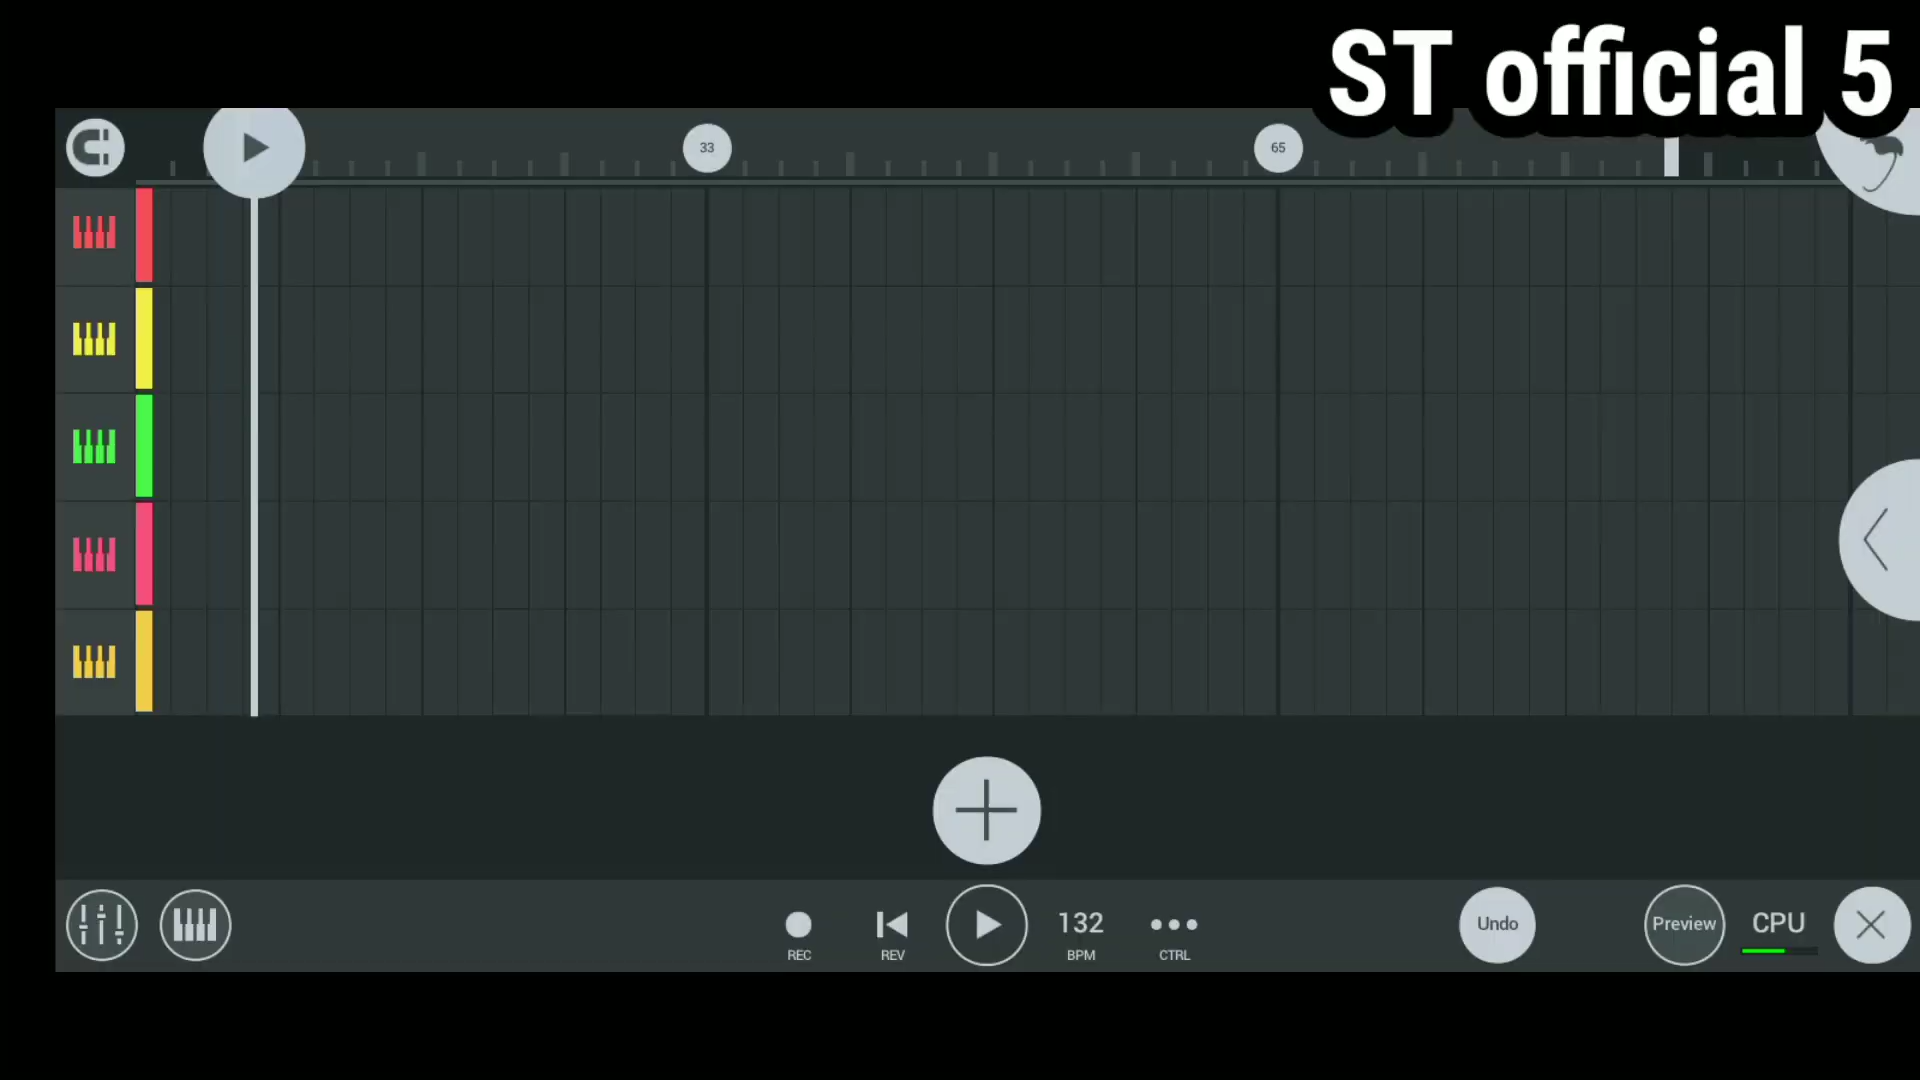 ST official 5
33
65
132
Undo
Preview
CPU
REC
REV
BPM
CTRL